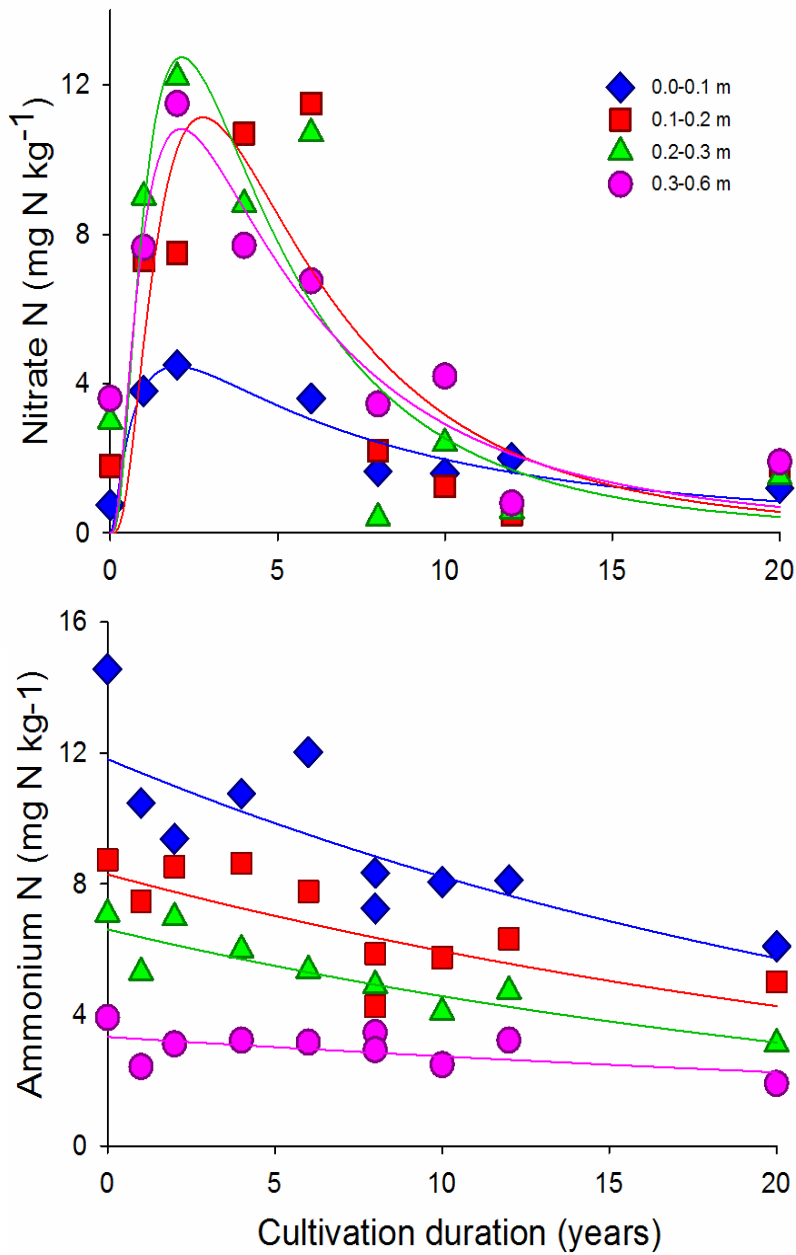 Nitrate N (mg N kg⁻¹)
12
8
4
0
0.0-0.1 m
0.1-0.2 m
0.2-0.3 m
0.3-0.6 m
0 5 10 15 20
Ammonium N (mg N kg-1)
16
12
8
4
0
0 5 10 15 20
Cultivation duration (years)